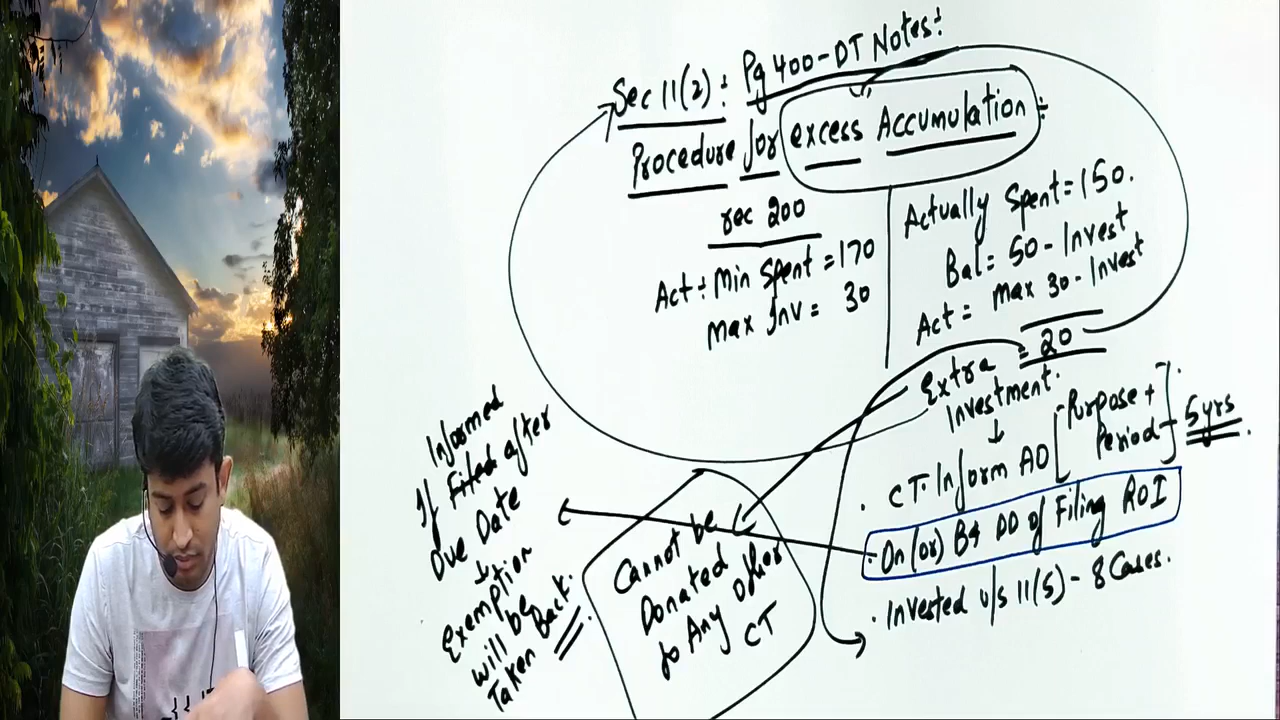 Sec 11(2) : Pg 400-DT Notes:
Procedure for excess Accumulation :
rec 200
Act : Min Spent = 170
Max Inv = 30
Actually Spent = 150.
Bal = 50 - Invest
Act = Max 30 - Invest
= 20
Extra
Investment.
CT. Inform AO [Purpose + Period] 5yrs
. On (or) B4 DD of Filing ROI
. Invested u/s 11(5) - 8 Cases.
Informed
If Filed after
Due Date
Exemption
will be
Taken Back.
Cannot be
Donated
to Any Other
CT